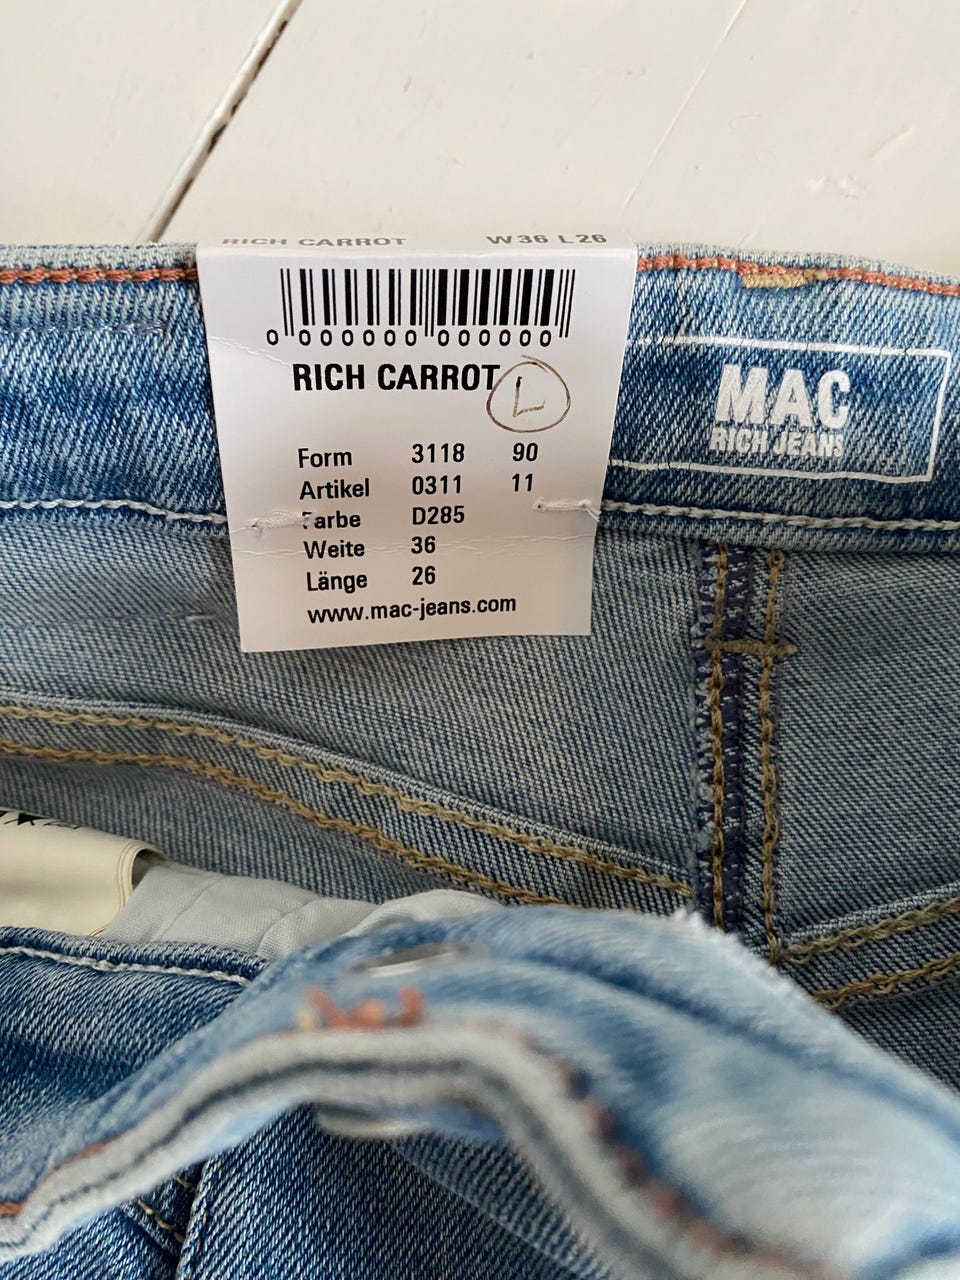 RICH CARROT W36 L26
0 000000 000000
RICH CARROT L
Form 3118 90
Artikel 0311 11
Farbe D285
Weite 36
Länge 26
www.mac-jeans.com
MAC
RICH JEANS